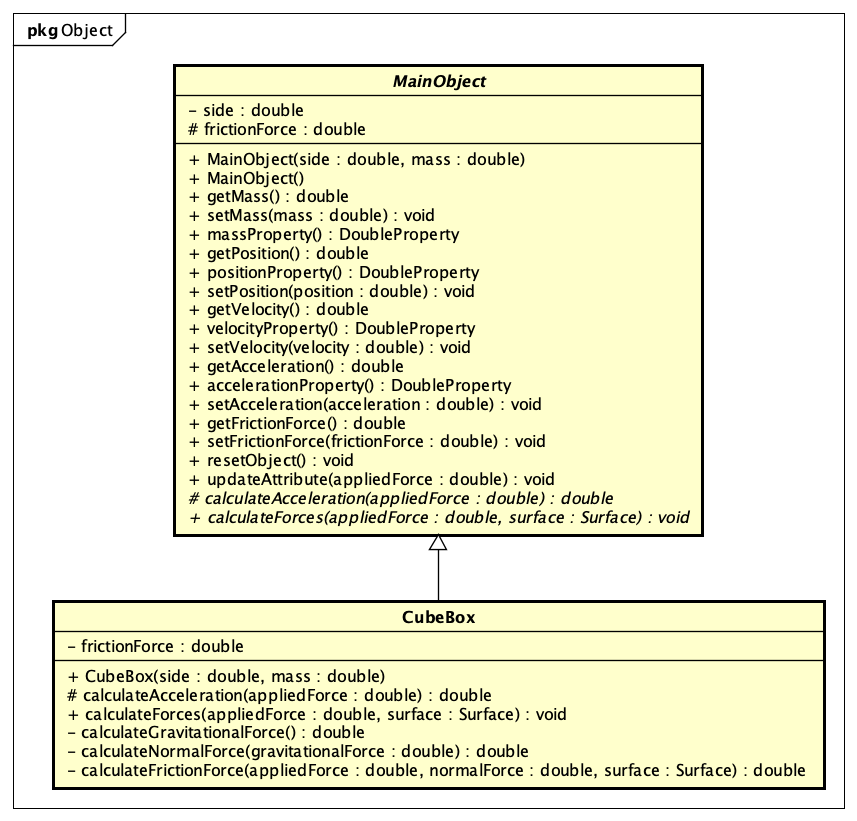 pkg Object
MainObject
- side : double
# frictionForce : double
+ MainObject(side : double, mass : double)
+ MainObject()
+ getMass() : double
+ setMass(mass : double) : void
+ massProperty() : DoubleProperty
+ getPosition() : double
+ positionProperty() : DoubleProperty
+ setPosition(position : double) : void
+ getVelocity() : double
+ velocityProperty() : DoubleProperty
+ setVelocity(velocity : double) : void
+ getAcceleration() : double
+ accelerationProperty() : DoubleProperty
+ setAcceleration(acceleration : double) : void
+ getFrictionForce() : double
+ setFrictionForce(frictionForce : double) : void
+ resetObject() : void
+ updateAttribute(appliedForce : double) : void
# calculateAcceleration(appliedForce : double) : double
+ calculateForces(appliedForce : double, surface : Surface) : void
CubeBox
- frictionForce : double
+ CubeBox(side : double, mass : double)
# calculateAcceleration(appliedForce : double) : double
+ calculateForces(appliedForce : double, surface : Surface) : void
- calculateGravitationalForce() : double
- calculateNormalForce(gravitationalForce : double) : double
- calculateFrictionForce(appliedForce : double, normalForce : double, surface : Surface) : double